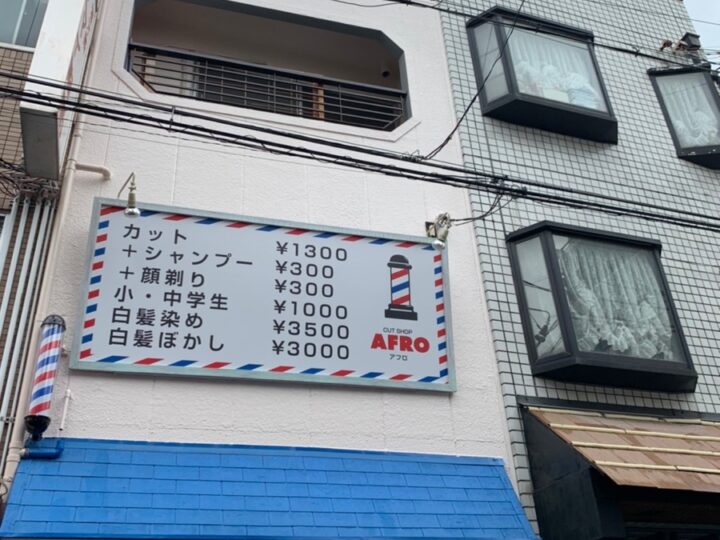 カット ¥1300
+シャンプー ¥300
+顔剃り ¥300
小・中学生 ¥1000
白髪染め ¥3500
白髪ぼかし ¥3000
CUT SHOP
AFRO
アフロ